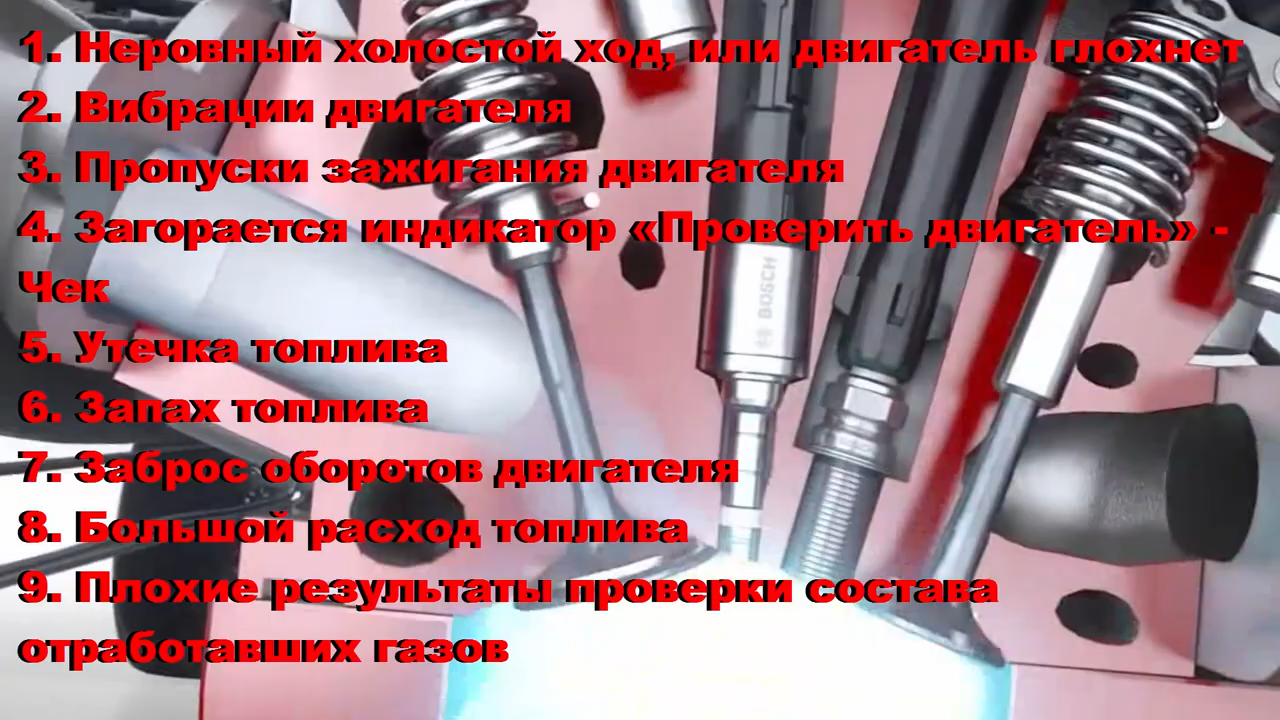 1. Неровный холостой ход, или двигатель глохнет
2. Вибрации двигателя
3. Пропуски зажигания двигателя
4. Загорается индикатор «Проверить двигатель» -
Чек
5. Утечка топлива
6. Запах топлива
7. Заброс оборотов двигателя
8. Большой расход топлива
9. Плохие результаты проверки состава
отработавших газов
BOSCH